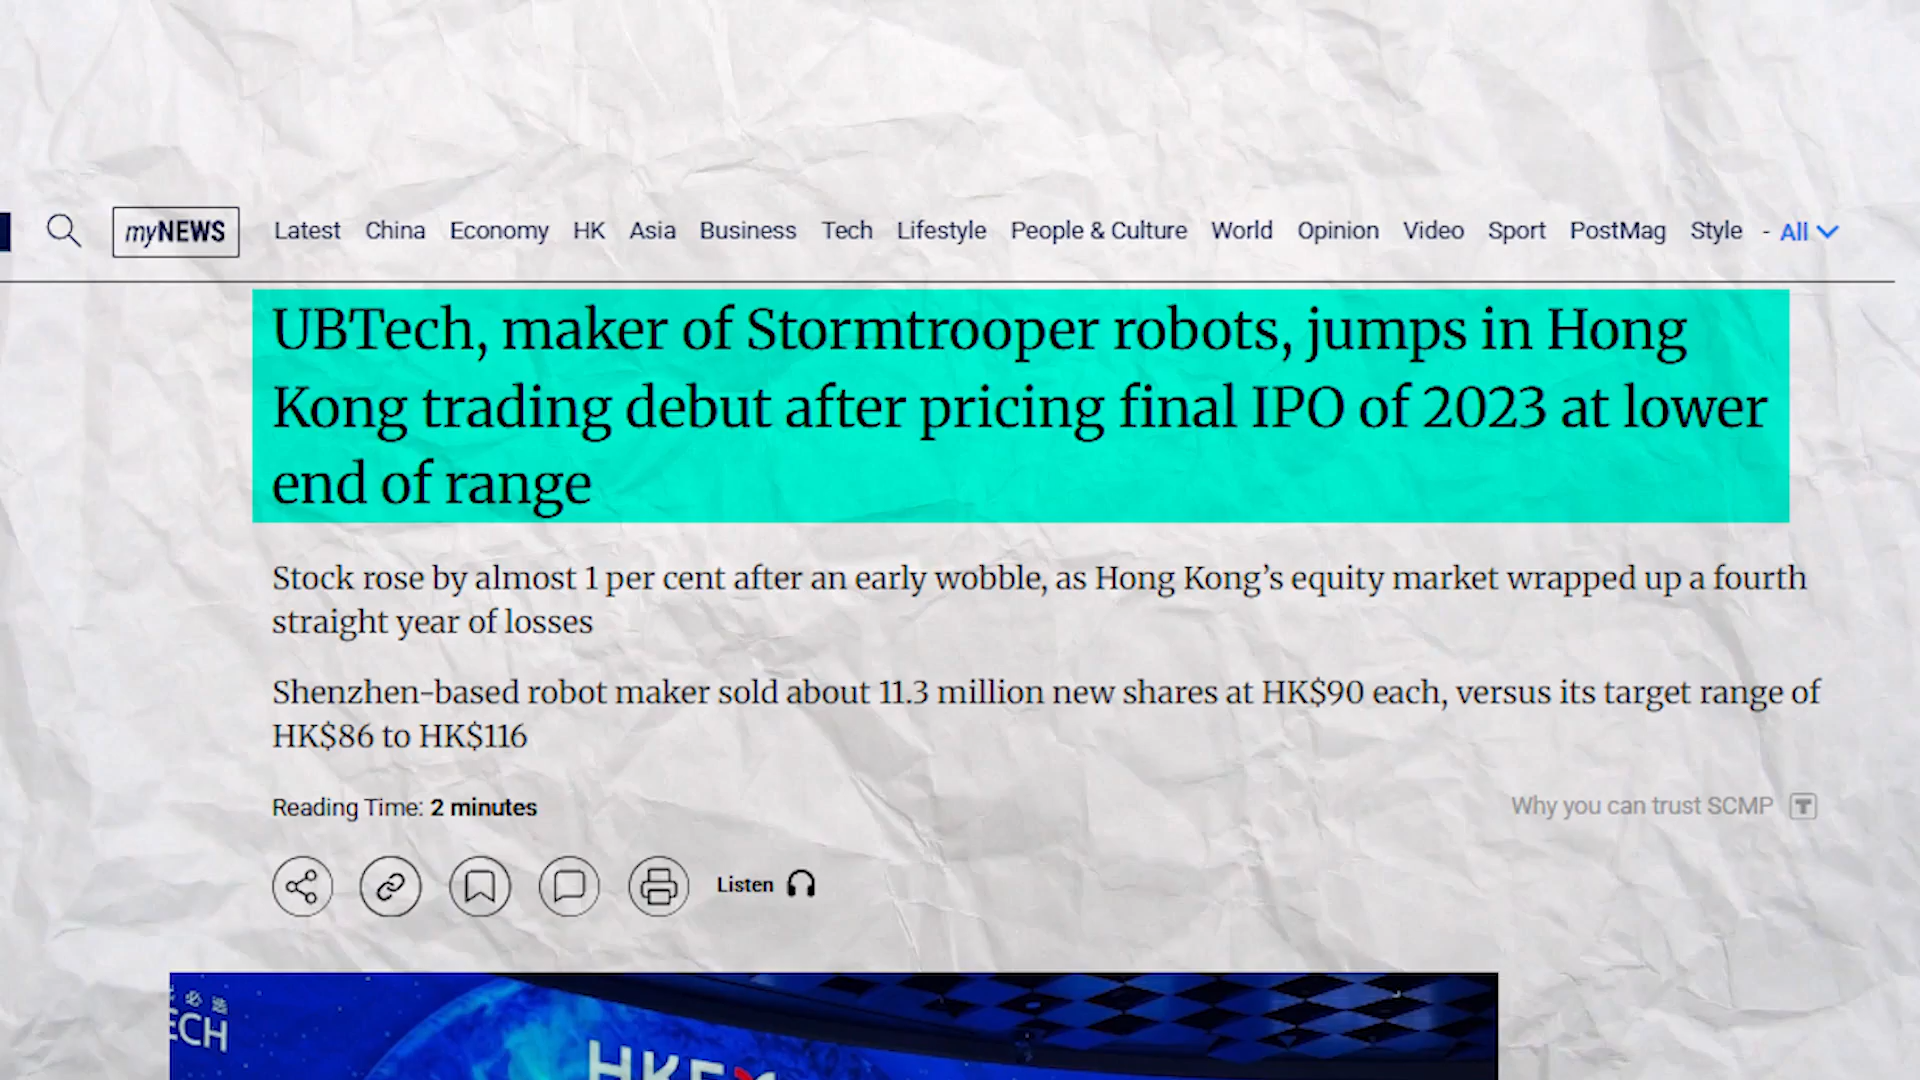 myNEWS Latest China Economy HK Asia Business Tech Lifestyle People & Culture World Opinion Video Sport PostMag Style - All
UBTech, maker of Stormtrooper robots, jumps in Hong
Kong trading debut after pricing final IPO of 2023 at lower
end of range
Stock rose by almost 1 per cent after an early wobble, as Hong Kong's equity market wrapped up a fourth
straight year of losses
Shenzhen-based robot maker sold about 11.3 million new shares at HK$90 each, versus its target range of
HK$86 to HK$116
Reading Time: 2 minutes
Why you can trust SCMP T
Listen
必选
ECH
HKEX